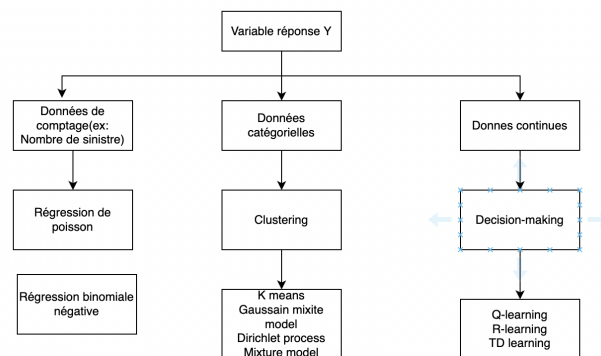 Variable réponse Y
Données de
comptage(ex:
Nombre de sinistre)
Données
catégorielles
Donnes continues
Régression de
poisson
Clustering
Decision-making
Régression binomiale
négative
K means
Gaussain mixite
model
Dirichlet process
Mixture model
Q-learning
R-learning
TD learning